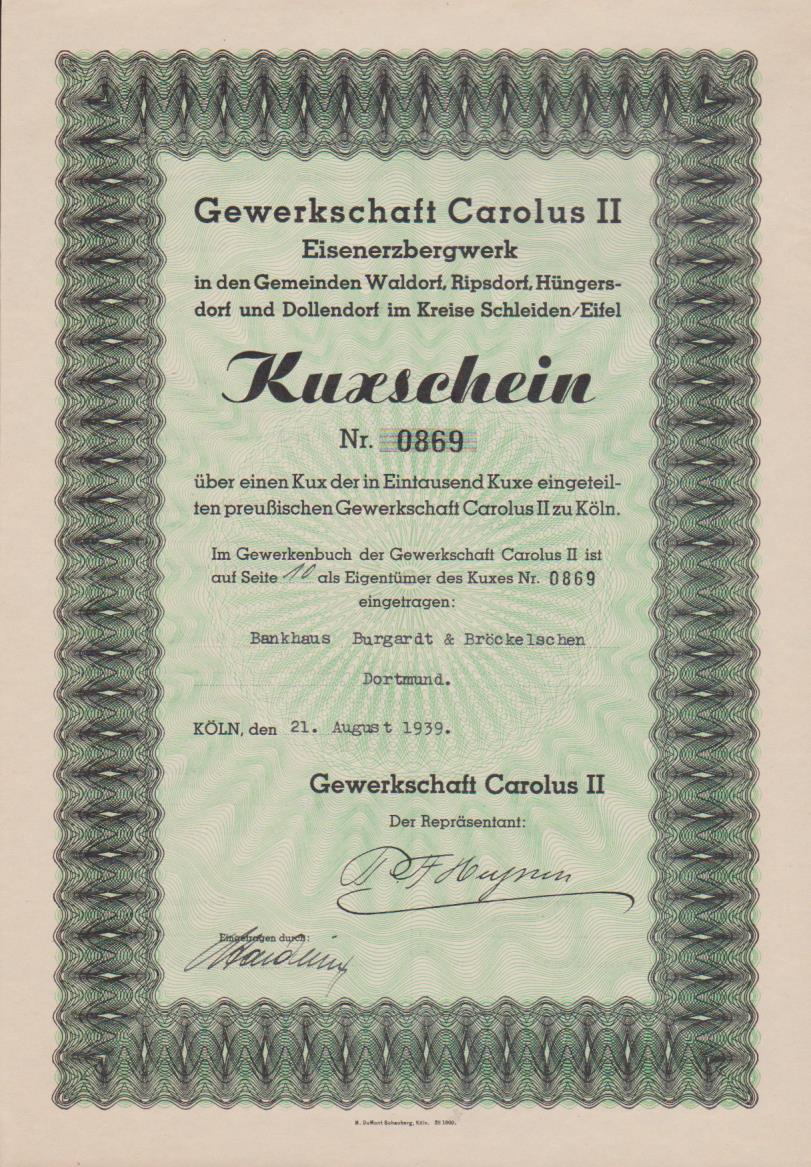 Gewerkschaft Carolus II
Eisenerzbergwerk
in den Gemeinden Waldorf, Ripsdorf, Hüngers-
dorf und Dollendorf im Kreise Schleiden/Eifel
Kuxschein
Nr. 0869
über einen Kux der in Eintausend Kuxe eingeteil-
ten preußischen Gewerkschaft Carolus II zu Köln.
Im Gewerkenbuch der Gewerkschaft Carolus II ist
auf Seite 10 als Eigentümer des Kuxes Nr. 0869
eingetragen:
Bankhaus Burgardt & Bröckelschen
Dortmund.
KÖLN, den 21. August 1939.
Gewerkschaft Carolus II
Der Repräsentant:
Eingetragen durch:
M. DuMont Schauberg, Köln.